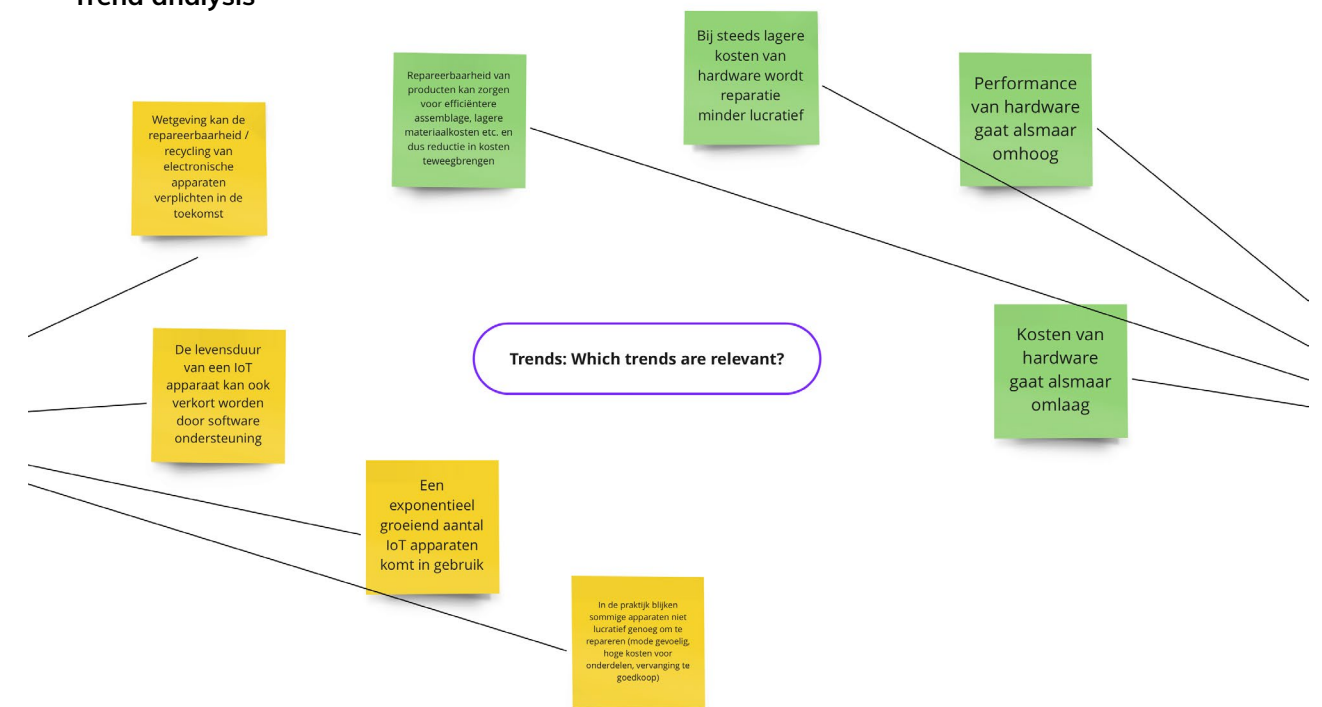 Trend analysis
Bij steeds lagere
kosten van
hardware wordt
reparatie
minder lucratief
Repareerbaarheid van
producten kan zorgen
voor efficiëntere
assemblage, lagere
materiaalkosten etc. en
dus reductie in kosten
teweegbrengen
Performance
van hardware
gaat alsmaar
omhoog
Wetgeving kan de
repareerbaarheid /
recycling van
electronische
apparaten
verplichten in de
toekomst
De levensduur
van een IoT
apparaat kan ook
verkort worden
door software
ondersteuning
Trends: Which trends are relevant?
Kosten van
hardware
gaat alsmaar
omlaag
Een
exponentieel
groeiend aantal
IoT apparaten
komt in gebruik
In de praktijk blijken
sommige apparaten niet
lucratief genoeg om te
repareren (mode gevoelig,
hoge kosten voor
onderdelen, vervanging te
goedkoop)